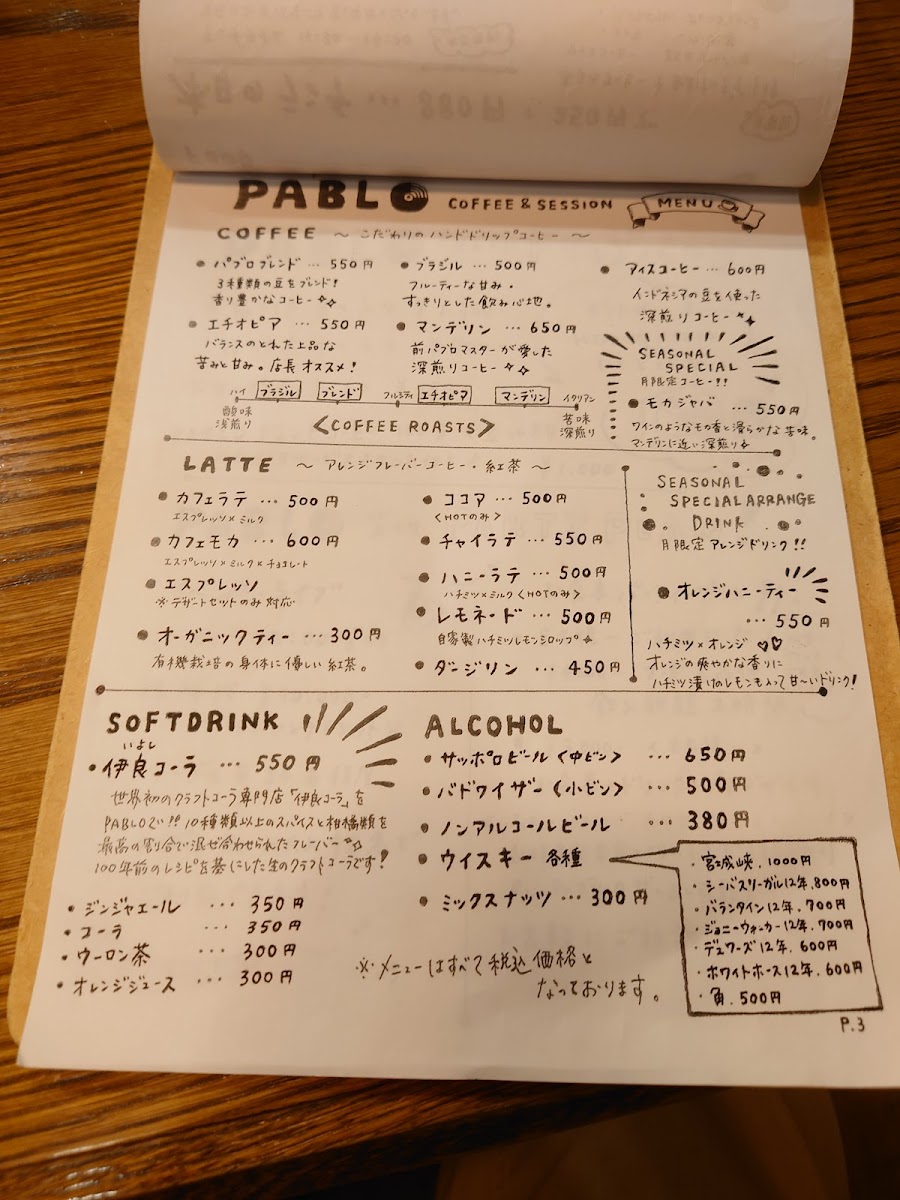 本日のランチ … 880円
PABLO COFFEE & SESSION MENU
COFFEE 〜 こだわりのハンドドリップコーヒー 〜
• パブロブレンド … 550円
3種類の豆をブレンド!
香り豊かなコーヒー
• エチオピア … 550円
バランスのとれた上品な
苦みと甘み。店長オススメ!
• ブラジル … 500円
フルーティーな甘み・
すっきりとした飲み心地。
• マンデリン … 650円
前パブロマスターが愛した
深煎りコーヒー
• アイスコーヒー … 600円
インドネシアの豆を使った
深煎りコーヒー
SEASONAL
SPECIAL
月限定コーヒー!!
• モカジャバ … 550円
ワインのようなモカ香と滑らかな苦味。
マンデリンに近い深煎り
ハイ ブラジル ブレンド フルシティ エチオピア マンデリン イタリアン
酸味
浅煎り
<COFFEE ROASTS>
苦味
深煎り
LATTE 〜 アレンジフレーバーコーヒー・紅茶 〜
• カフェラテ … 500円
エスプレッソ×ミルク
• カフェモカ … 600円
エスプレッソ×ミルク×チョコレート
• エスプレッソ
※デザートセットのみ対応
• オーガニックティー … 300円
有機栽培の身体に優しい紅茶。
• ココア … 500円
<HOTのみ>
• チャイラテ … 550円
• ハニーラテ … 500円
ハチミツ×ミルク<HOTのみ>
• レモネード … 500円
自家製ハチミツレモンシロップ
• ダージリン … 450円
SEASONAL
SPECIAL ARRANGE
DRINK
月限定アレンジドリンク!!
• オレンジハニーティー
… 550円
ハチミツ×オレンジ ♡♡
オレンジの爽やかな香りに
ハチミツ漬けのレモンも入って甘〜いドリンク!
SOFTDRINK
いよし
• 伊良コーラ … 550円
世界初のクラフトコーラ専門店「伊良コーラ」を
PABLOで!! 10種類以上のスパイスと柑橘類を
最高の割合で混ぜ合わせられたフレーバー
100年前のレシピを基にした生のクラフトコーラです!
• ジンジャエール … 350円
• コーラ … 350円
• ウーロン茶 … 300円
• オレンジジュース … 300円
ALCOHOL
• サッポロビール<中ビン> … 650円
• バドワイザー<小ビン> … 500円
• ノンアルコールビール … 380円
• ウイスキー 各種
• ミックスナッツ … 300円
・宮城峡. 1000円
・シーバスリーガル12年. 800円
・バランタイン12年. 700円
・ジョニーウォーカー12年. 700円
・デュワーズ12年. 600円
・ホワイトホース12年. 600円
・角. 500円
※メニューはすべて税込価格と
なっております。
P.3